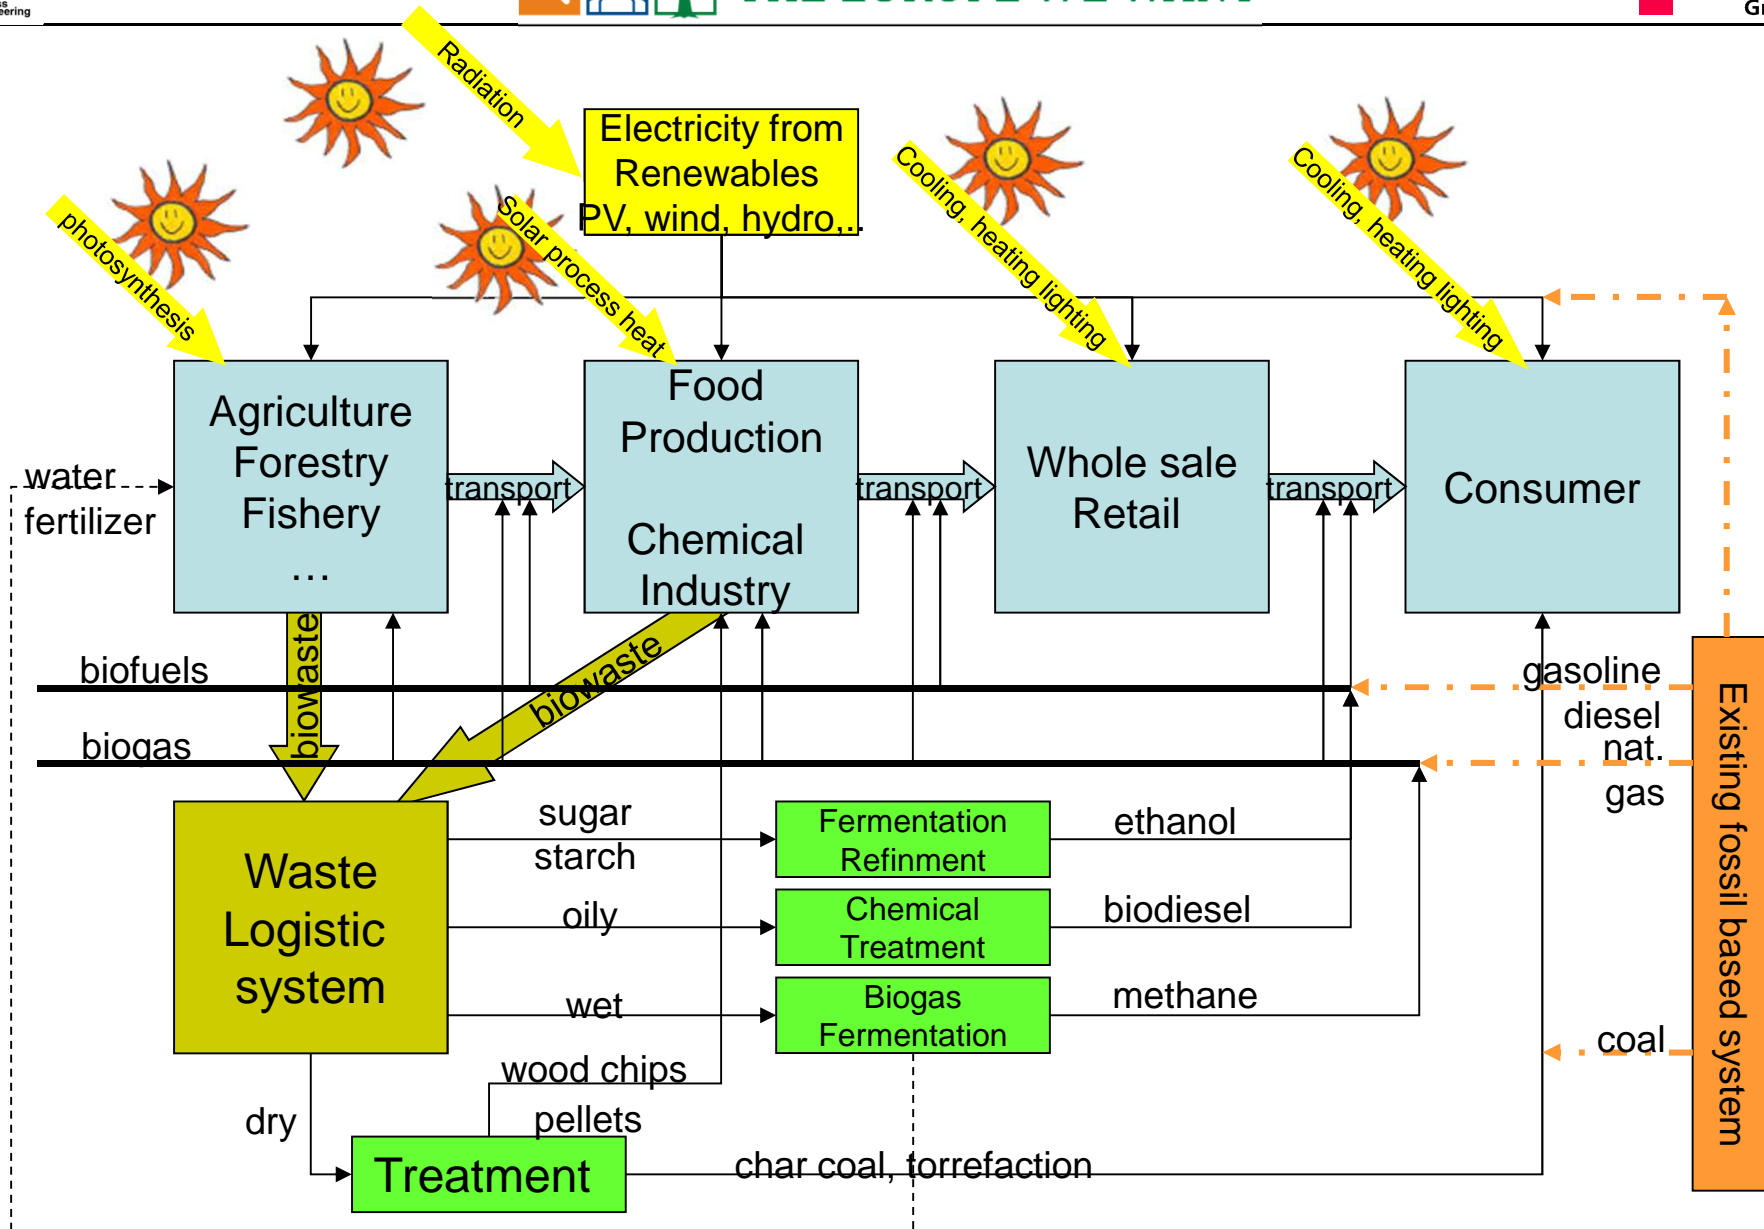 Radiation
Electricity from
Renewables
PV, wind, hydro,..
photosynthesis
Solar process heat
Cooling, heating lighting
Cooling, heating lighting
Agriculture
Forestry
Fishery
…
Food
Production
Chemical
Industry
Whole sale
Retail
Consumer
water
fertilizer
transport
transport
transport
biowaste
biowaste
biofuels
biogas
gasoline
diesel
nat.
gas
coal
Existing fossil based system
Waste
Logistic
system
sugar
starch
oily
wet
dry
Fermentation
Refinment
Chemical
Treatment
Biogas
Fermentation
ethanol
biodiesel
methane
wood chips
pellets
Treatment
char coal, torrefaction